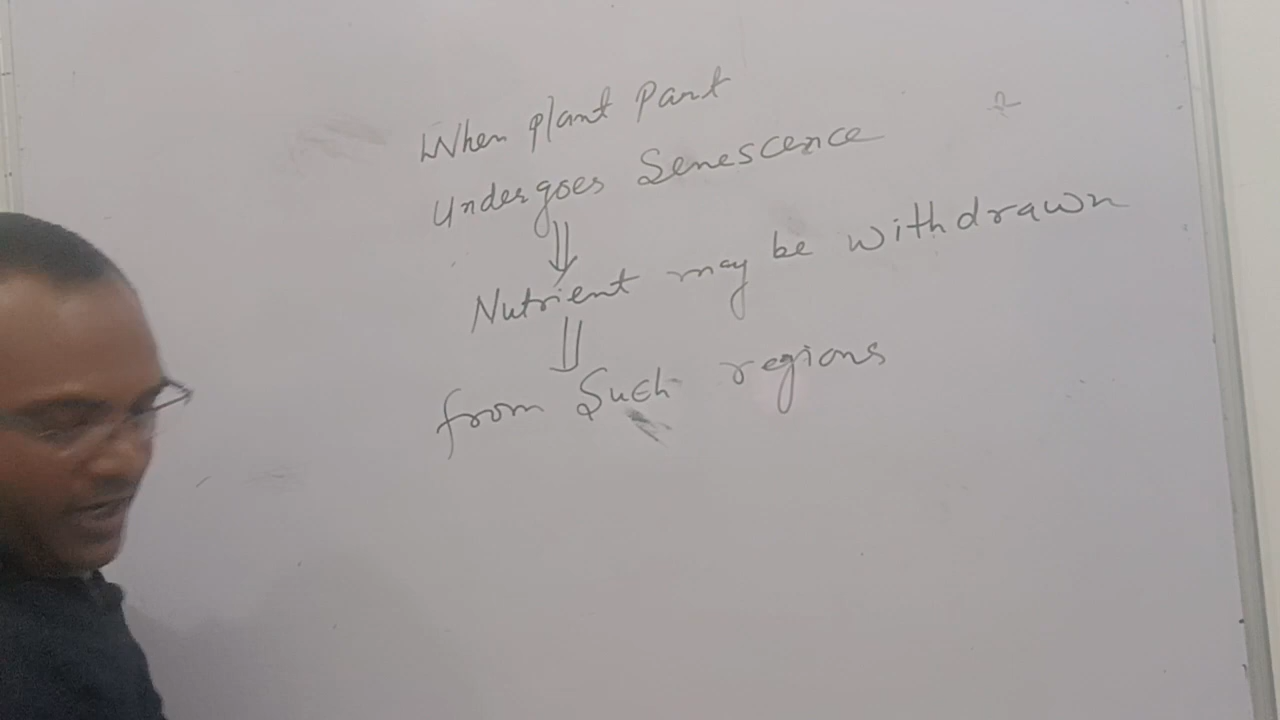 When plant Part
Undergoes Senescence
⇓
Nutrient may be withdrawn
⇓
from Such regions